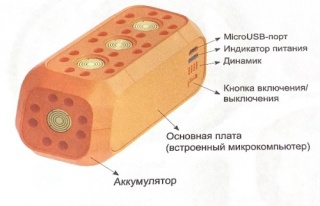 MicroUSB-порт
Индикатор питания
Динамик
Кнопка включения/
выключения
Основная плата
(встроенный микрокомпьютер)
Аккумулятор